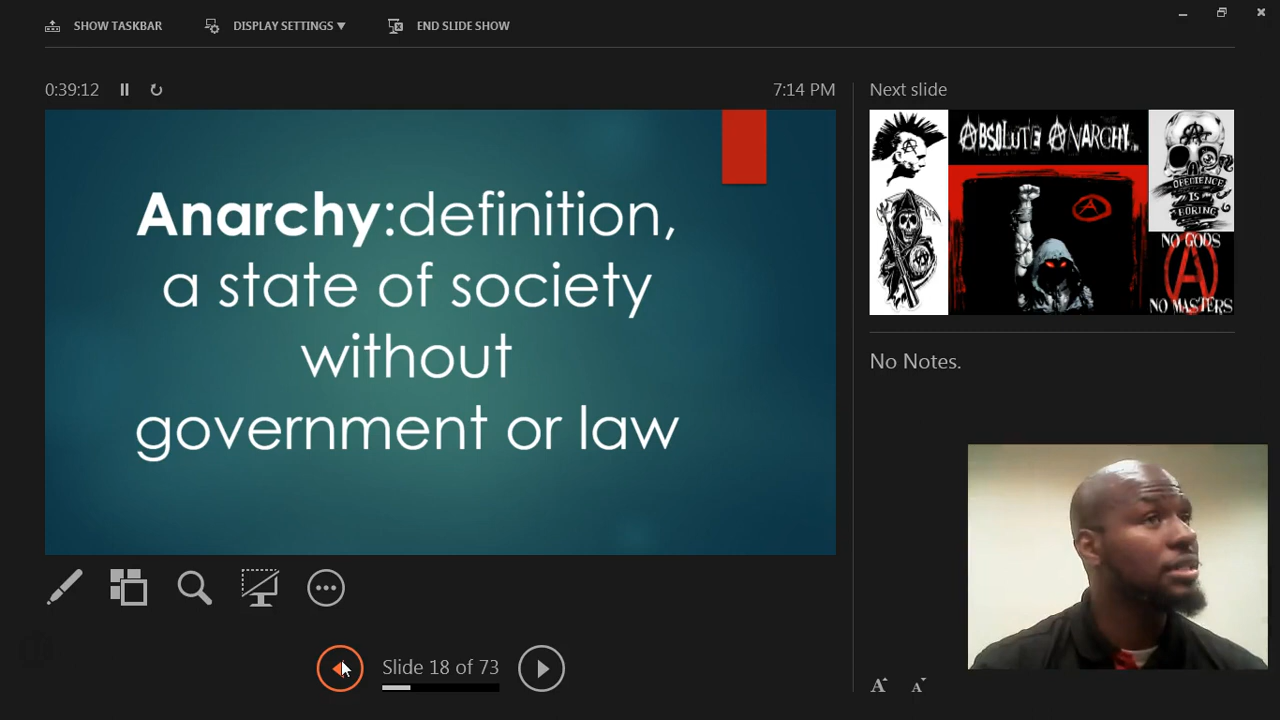 SHOW TASKBAR DISPLAY SETTINGS ▼ END SLIDE SHOW
0:39:12
7:14 PM
Anarchy:definition,
a state of society
without
government or law
Slide 18 of 73
Next slide
ABSOLUTE ANARCHY..
OBEDIENCE
IS
BORING
NO GODS
A
NO MASTERS
No Notes.
A A